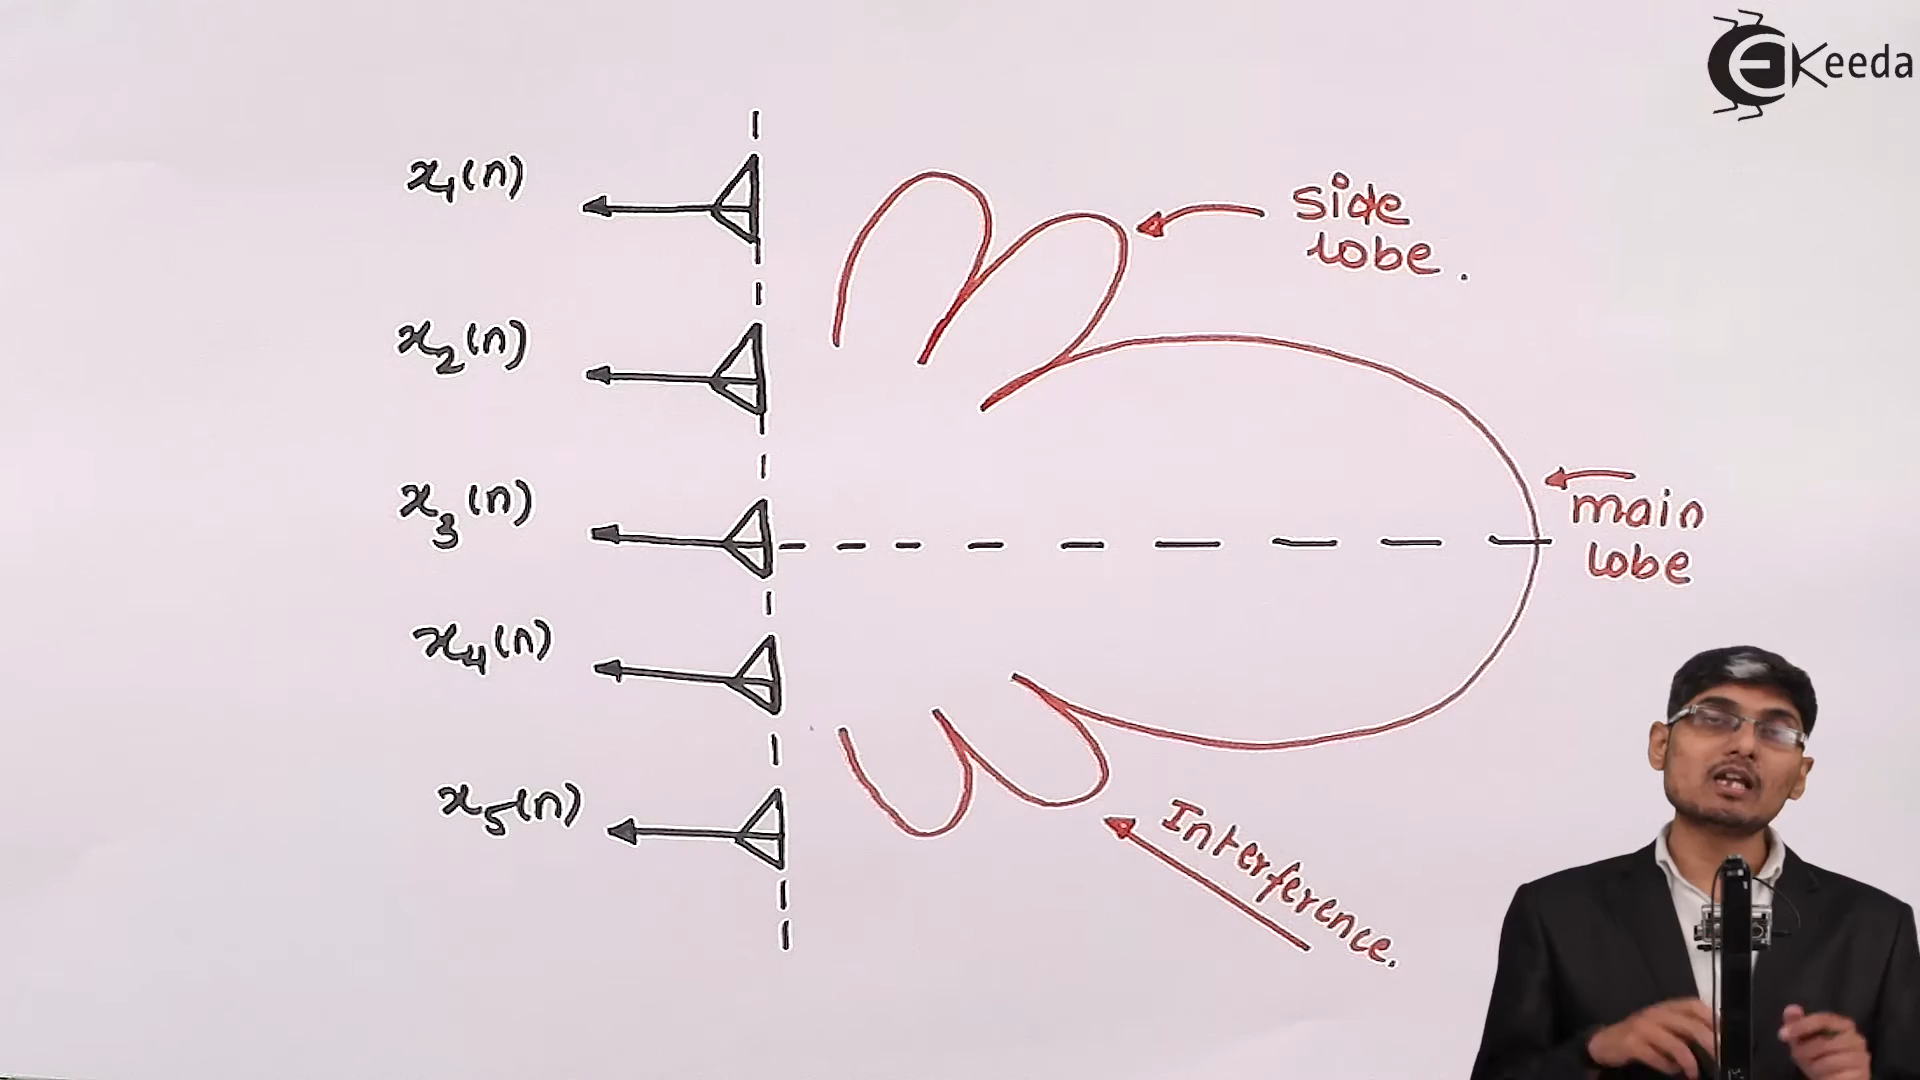 EKeeda
x₁(n)
side
lobe.
x₂(n)
x₃(n)
main
lobe
x₄(n)
x₅(n)
Interference.